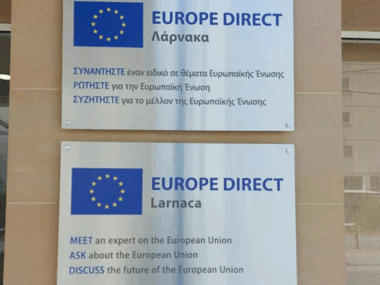 EUROPE DIRECT
Λάρνακα
ΣΥΝΑΝΤΗΣΤΕ έναν ειδικό σε θέματα Ευρωπαϊκής Ένωσης
ΡΩΤΗΣΤΕ για την Ευρωπαϊκή Ένωση
ΣΥΖΗΤΗΣΤΕ για το μέλλον της Ευρωπαϊκής Ένωσης
EUROPE DIRECT
Larnaca
MEET an expert on the European Union
ASK about the European Union
DISCUSS the future of the European Union